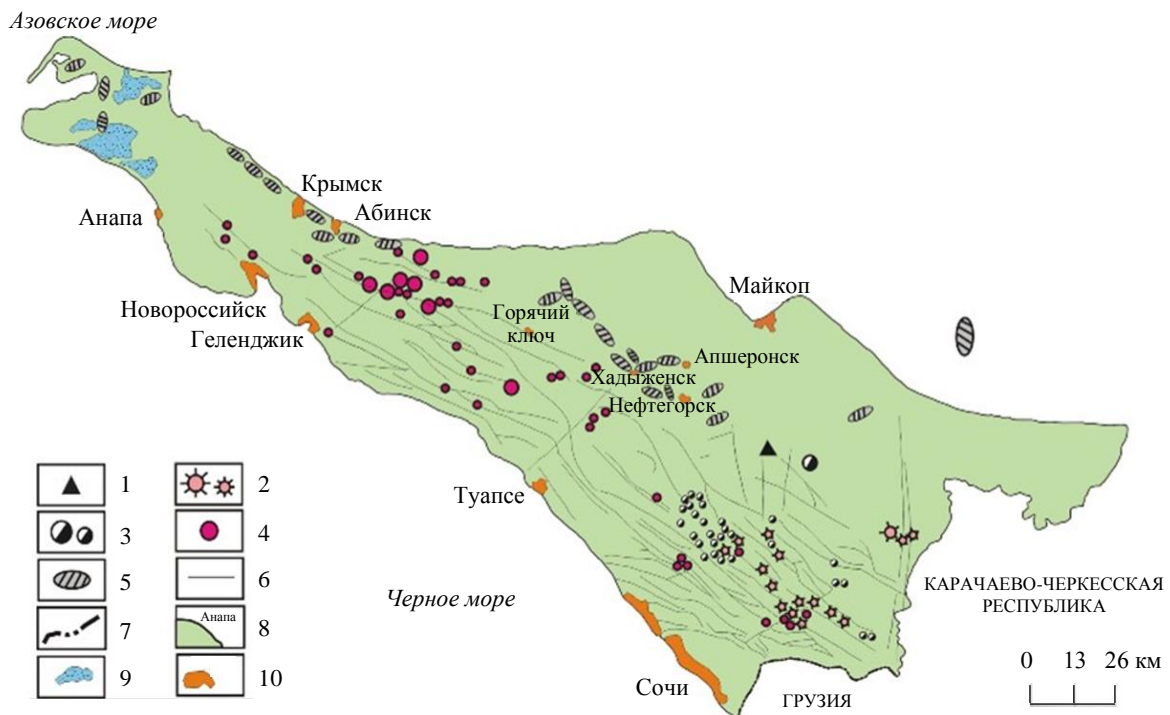 Азовское море
Крымск
Абинск
Анапа
Новороссийск
Геленджик
Горячий
ключ
Майкоп
Апшеронск
Хадыженск
Нефтегорск
Туапсе
Черное море
Сочи
КАРАЧАЕВО-ЧЕРКЕССКАЯ
РЕСПУБЛИКА
ГРУЗИЯ
0 13 26 км
1 2
3 4
5 6
7 Анапа 8
9 10